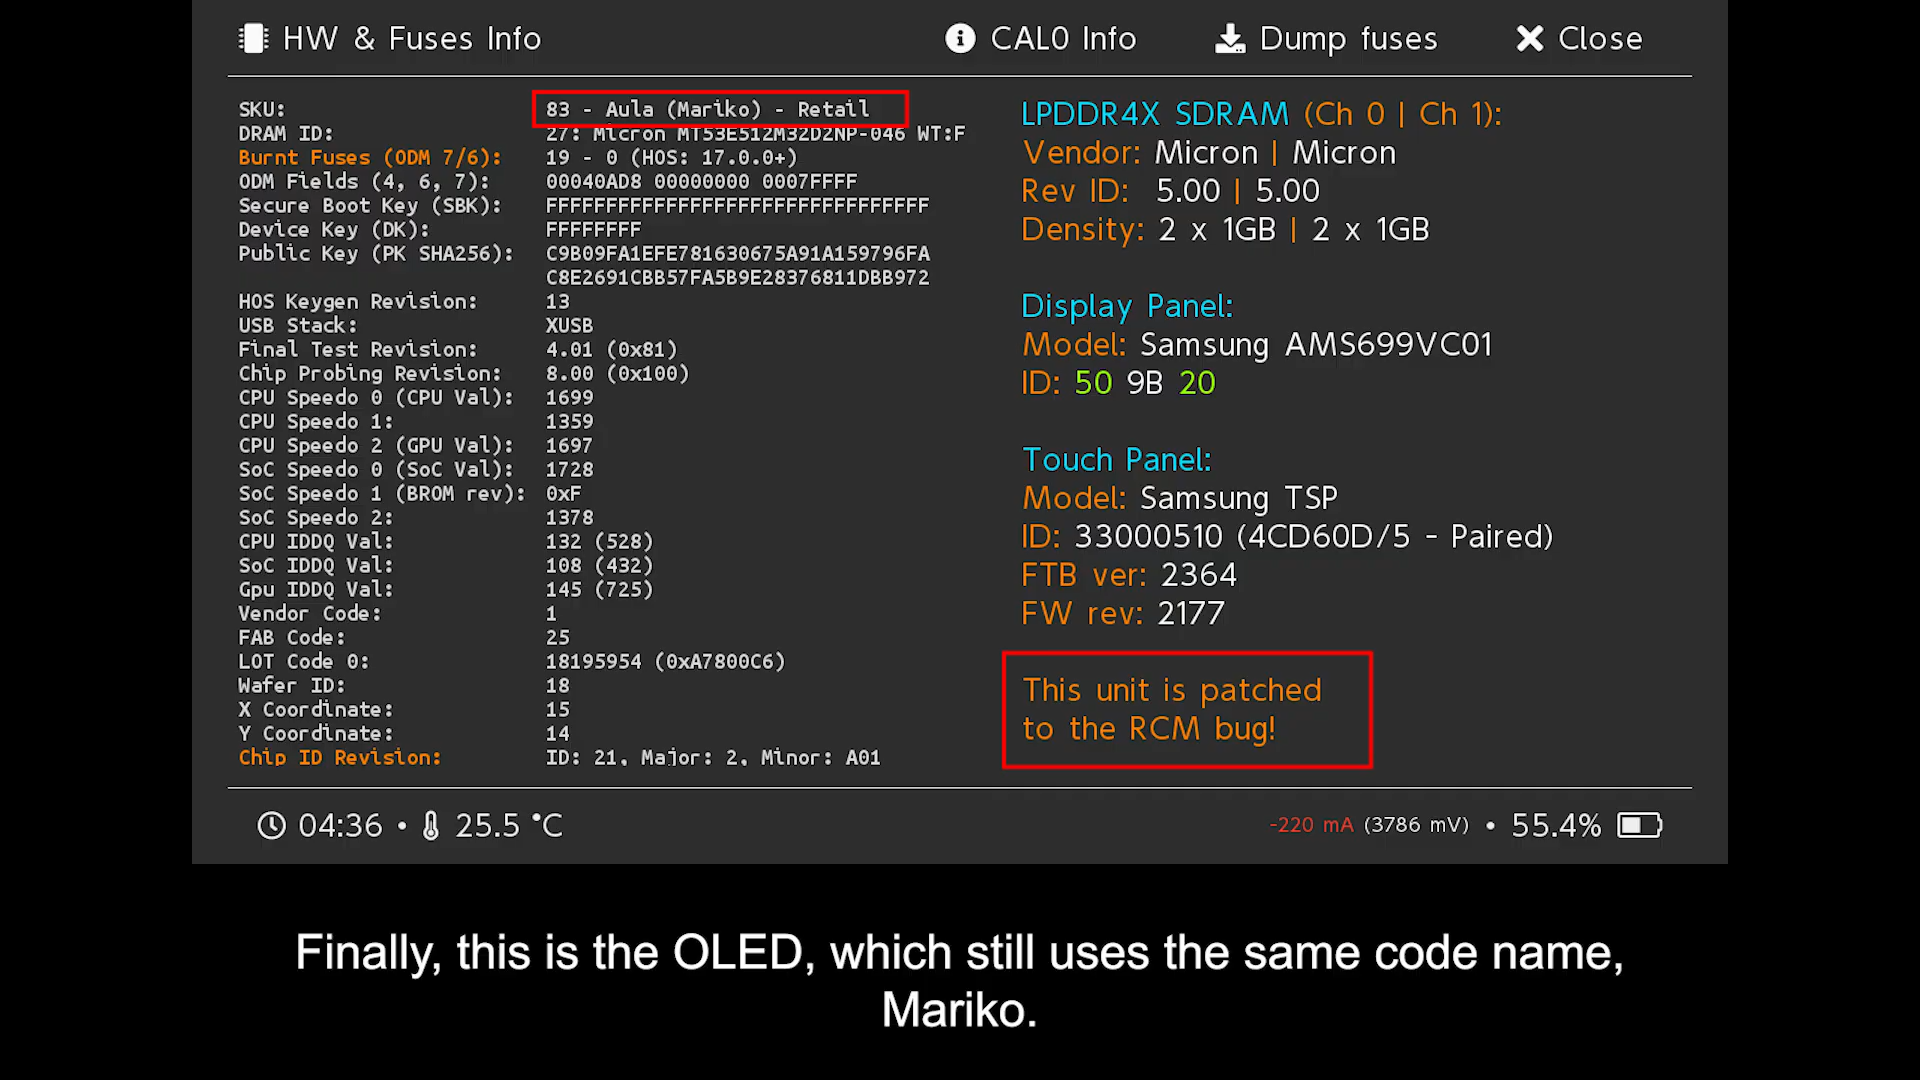 HW & Fuses Info
CAL0 Info
Dump fuses
Close
SKU: 83 - Aula (Mariko) - Retail
DRAM ID: 27: Micron MT53E512M32D2NP-046 WT:F
Burnt Fuses (ODM 7/6): 19 - 0 (HOS: 17.0.0+)
ODM Fields (4, 6, 7): 00040AD8 00000000 0007FFFF
Secure Boot Key (SBK): FFFFFFFFFFFFFFFFFFFFFFFFFFFFFFFF
Device Key (DK): FFFFFFFF
Public Key (PK SHA256): C9B09FA1EFE781630675A91A159796FA
C8E2691CBB57FA5B9E28376811DBB972
HOS Keygen Revision: 13
USB Stack: XUSB
Final Test Revision: 4.01 (0x81)
Chip Probing Revision: 8.00 (0x100)
CPU Speedo 0 (CPU Val): 1699
CPU Speedo 1: 1359
CPU Speedo 2 (GPU Val): 1697
SoC Speedo 0 (SoC Val): 1728
SoC Speedo 1 (BROM rev): 0xF
SoC Speedo 2: 1378
CPU IDDQ Val: 132 (528)
SoC IDDQ Val: 108 (432)
Gpu IDDQ Val: 145 (725)
Vendor Code: 1
FAB Code: 25
LOT Code 0: 18195954 (0xA7800C6)
Wafer ID: 18
X Coordinate: 15
Y Coordinate: 14
Chip ID Revision: ID: 21, Major: 2, Minor: A01
LPDDR4X SDRAM (Ch 0 | Ch 1):
Vendor: Micron | Micron
Rev ID: 5.00 | 5.00
Density: 2 x 1GB | 2 x 1GB
Display Panel:
Model: Samsung AMS699VC01
ID: 50 9B 20
Touch Panel:
Model: Samsung TSP
ID: 33000510 (4CD60D/5 - Paired)
FTB ver: 2364
FW rev: 2177
This unit is patched
to the RCM bug!
04:36 • 25.5 °C
-220 mA (3786 mV) • 55.4%
Finally, this is the OLED, which still uses the same code name,
Mariko.